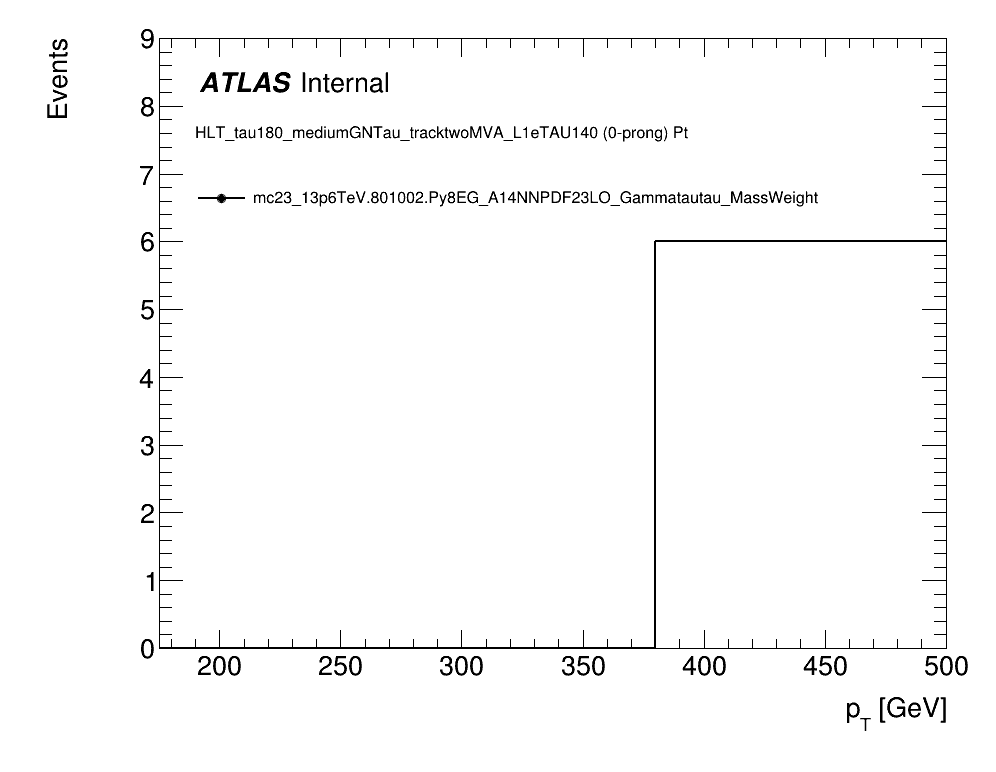 Events
9
ATLAS Internal
8
HLT_tau180_mediumGNTau_tracktwoMVA_L1eTAU140 (0-prong) Pt
7
mc23_13p6TeV.801002.Py8EG_A14NNPDF23LO_Gammatautau_MassWeight
6
5
4
3
2
1
0
200 250 300 350 400 450 500
p_T [GeV]